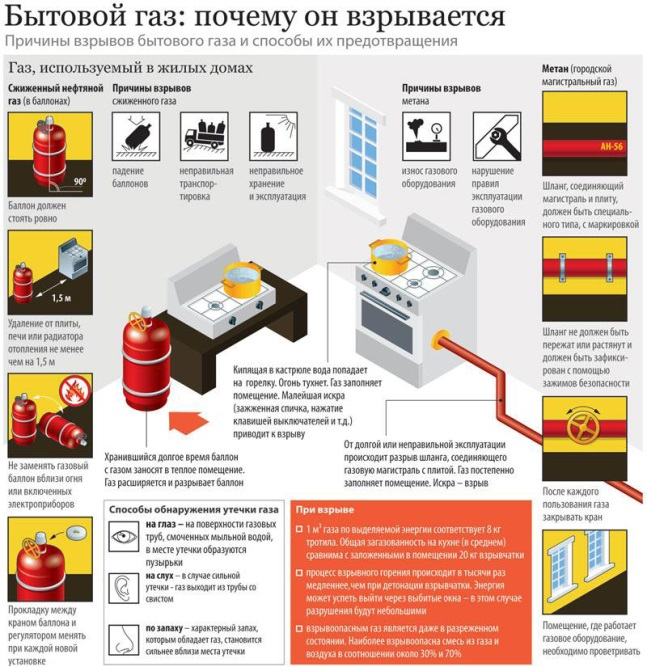 Бытовой газ: почему он взрывается
Причины взрывов бытового газа и способы их предотвращения
Газ, используемый в жилых домах
Сжиженный нефтяной
газ (в баллонах)
90º
Баллон должен
стоять ровно
1,5 м
Удаление от плиты,
печи или радиатора
отопления не менее
чем на 1,5 м
Не заменять газовый
баллон вблизи огня
или включенных
электроприборов
Прокладку между
краном баллона и
регулятором менять
при каждой новой
установке
Причины взрывов
сжиженного газа
падение
баллонов
неправильная
транспор-
тировка
неправильное
хранение
и эксплуатация
Причины взрывов
метана
износ газового
оборудования
нарушение
правил
эксплуатации
газового
оборудования
Метан (городской
магистральный газ)
АН-56
Шланг, соединяющий
магистраль и плиту,
должен быть специаль-
ного типа, с маркировкой
Шланг не должен быть
пережат или растянут и
должен быть зафикси-
рован с помощью
зажимов безопасности
После каждого
пользования газа
закрывать кран
Помещение, где работает
газовое оборудование,
необходимо проветривать
Кипящая в кастрюле вода попадает
на горелку. Огонь тухнет. Газ заполняет
помещение. Малейшая искра
(зажженная спичка, нажатие
клавишей выключателей и т.д.)
приводит к взрыву
Хранившийся долгое время баллон
с газом заносят в теплое помещение.
Газ расширяется и разрывает баллон
От долгой или неправильной эксплуатации
происходит разрыв шланга, соединяющего
газовую магистраль с плитой. Газ постепенно
заполняет помещение. Искра – взрыв
Способы обнаружения утечки газа
на глаз – на поверхности газовых
труб, смоченных мыльной водой,
в месте утечки образуются
пузырьки
на слух – в случае сильной
утечки - газ выходит из трубы со
свистом
по запаху – характерный запах,
которым обладает газ, становится
сильнее вблизи места утечки
При взрыве
1 м³ газа по выделяемой энергии соответствует 8 кг
тротила. Общая загазованность на кухне (в среднем)
сравнима с заложенными в помещении 20 кг взрывчатки
процесс взрывного горения происходит в тысячи раз
медленнее, чем при детонации взрывчатки. Энергия
может успеть выйти через выбитые окна – в этом случае
разрушения будут небольшими
взрывоопасным газ является даже в разреженном
состоянии. Наиболее взрывоопасна смесь из газа и
воздуха в соотношении около 30% и 70%